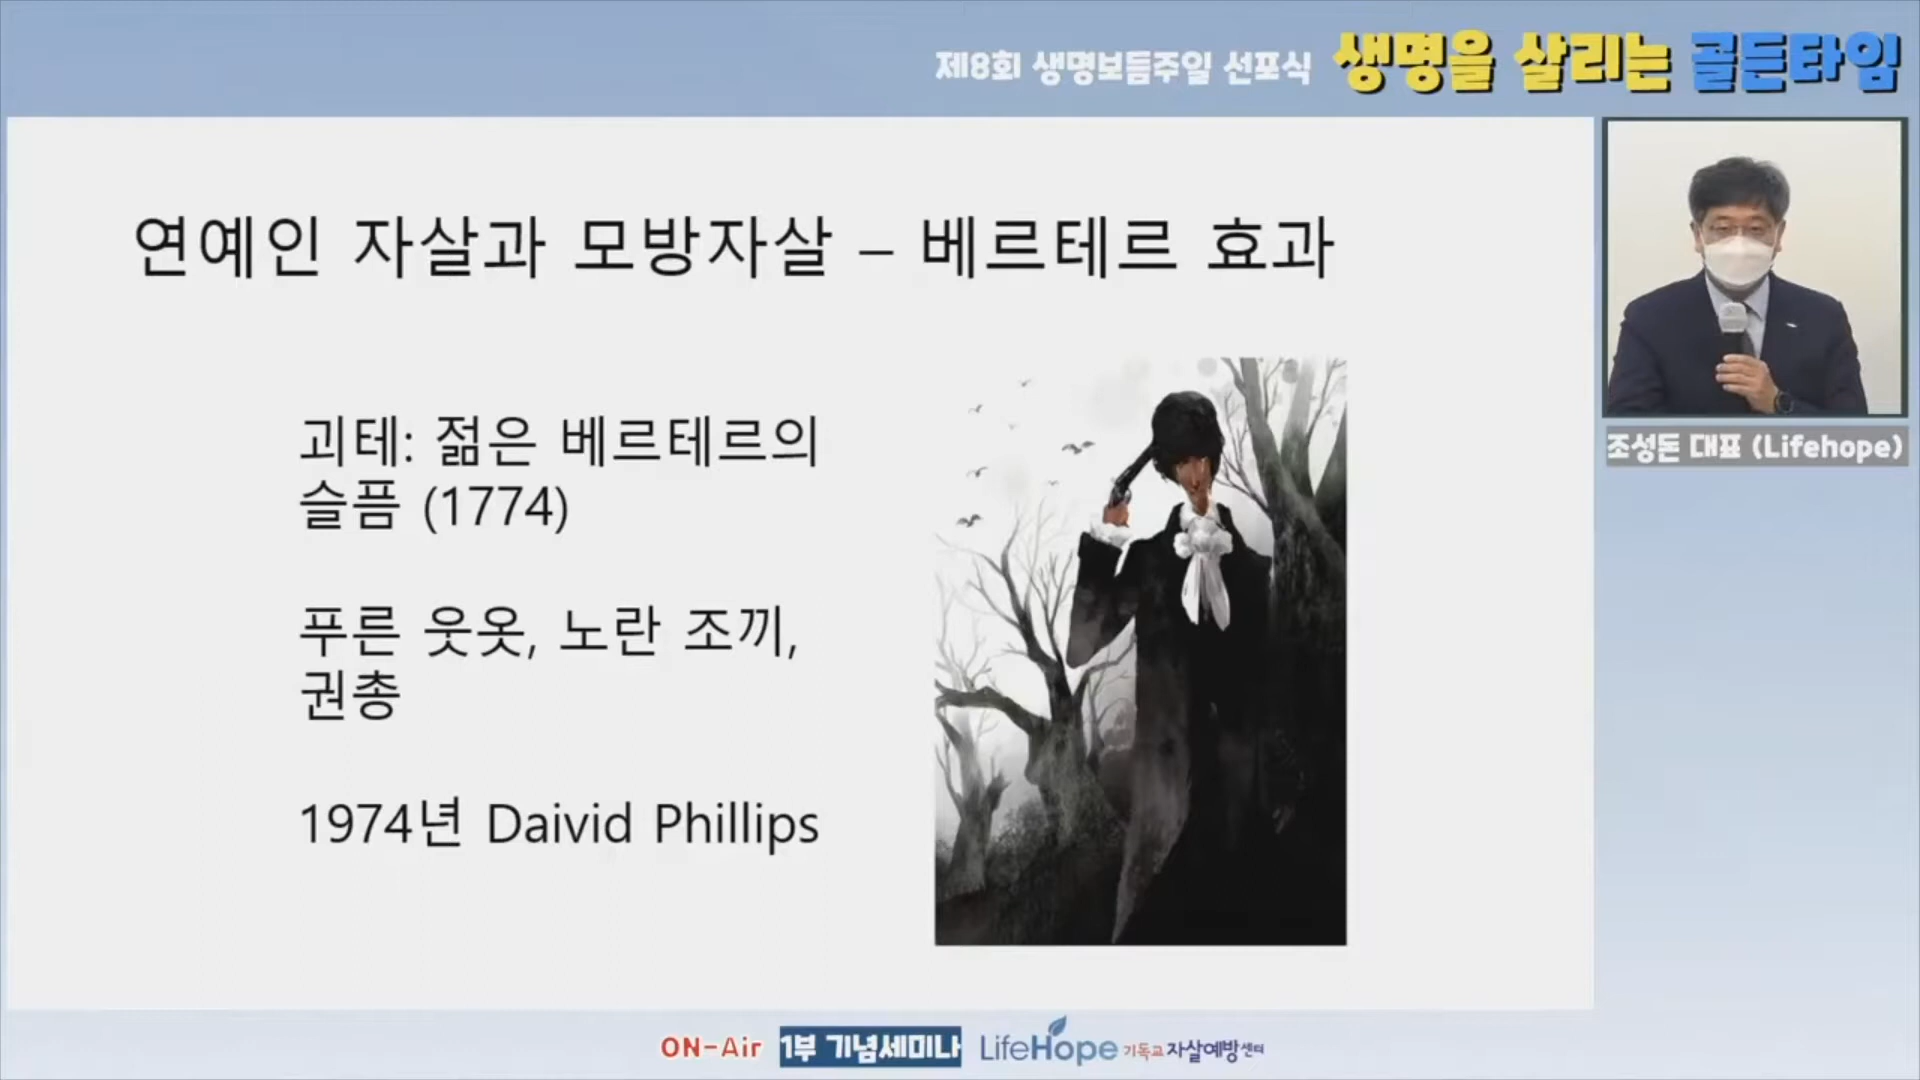 제8회 생명보듬주일 선포식 생명을 살리는 골든타임
연예인 자살과 모방자살 – 베르테르 효과
괴테: 젊은 베르테르의
슬픔 (1774)
푸른 웃옷, 노란 조끼,
권총
1974년 Daivid Phillips
조성돈 대표 (Lifehope)
ON-Air 1부 기념세미나 LifeHope 기독교 자살예방센터